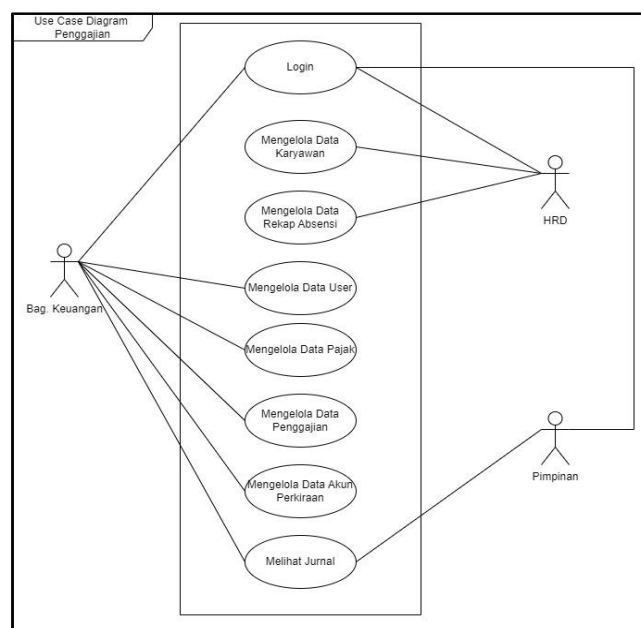 Use Case Diagram
Penggajian
Login
Mengelola Data
Karyawan
HRD
Mengelola Data
Rekap Absensi
Bag. Keuangan
Mengelola Data User
Mengelola Data Pajak
Mengelola Data
Penggajian
Pimpinan
Mengelola Data Akun
Perkiraan
Melihat Jurnal